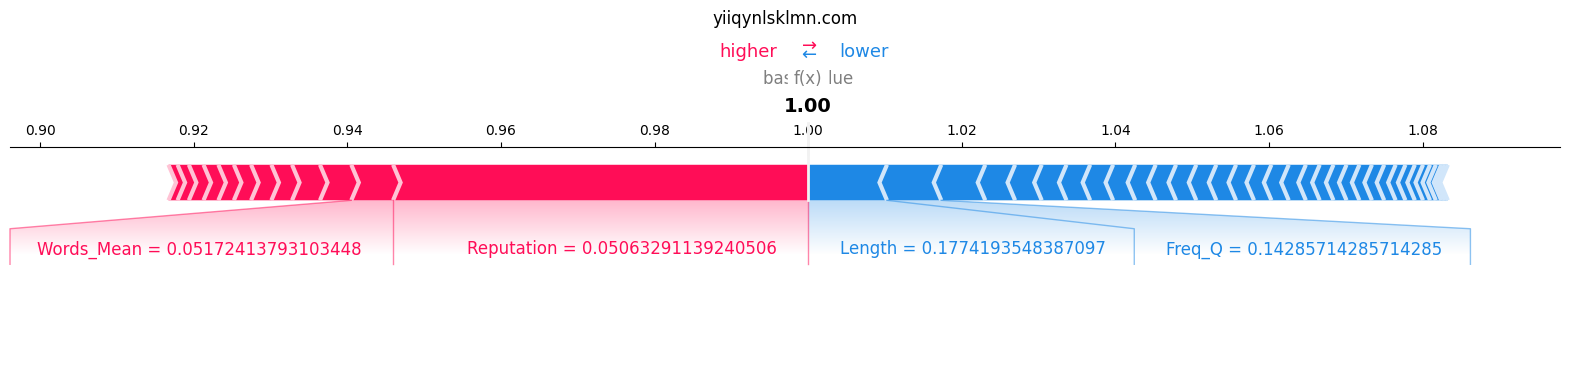 yiiqynlsklmn.com
higher ⇄ lower
bas f(x) lue
1.00
0.90 0.92 0.94 0.96 0.98 1.00 1.02 1.04 1.06 1.08
Words_Mean = 0.05172413793103448 Reputation = 0.05063291139240506 Length = 0.1774193548387097 Freq_Q = 0.14285714285714285